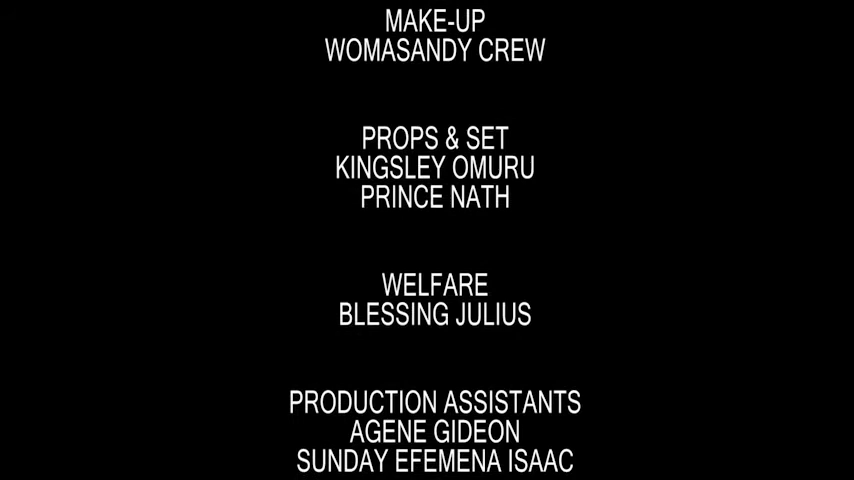 MAKE-UP
WOMASANDY CREW
PROPS & SET
KINGSLEY OMURU
PRINCE NATH
WELFARE
BLESSING JULIUS
PRODUCTION ASSISTANTS
AGENE GIDEON
SUNDAY EFEMENA ISAAC